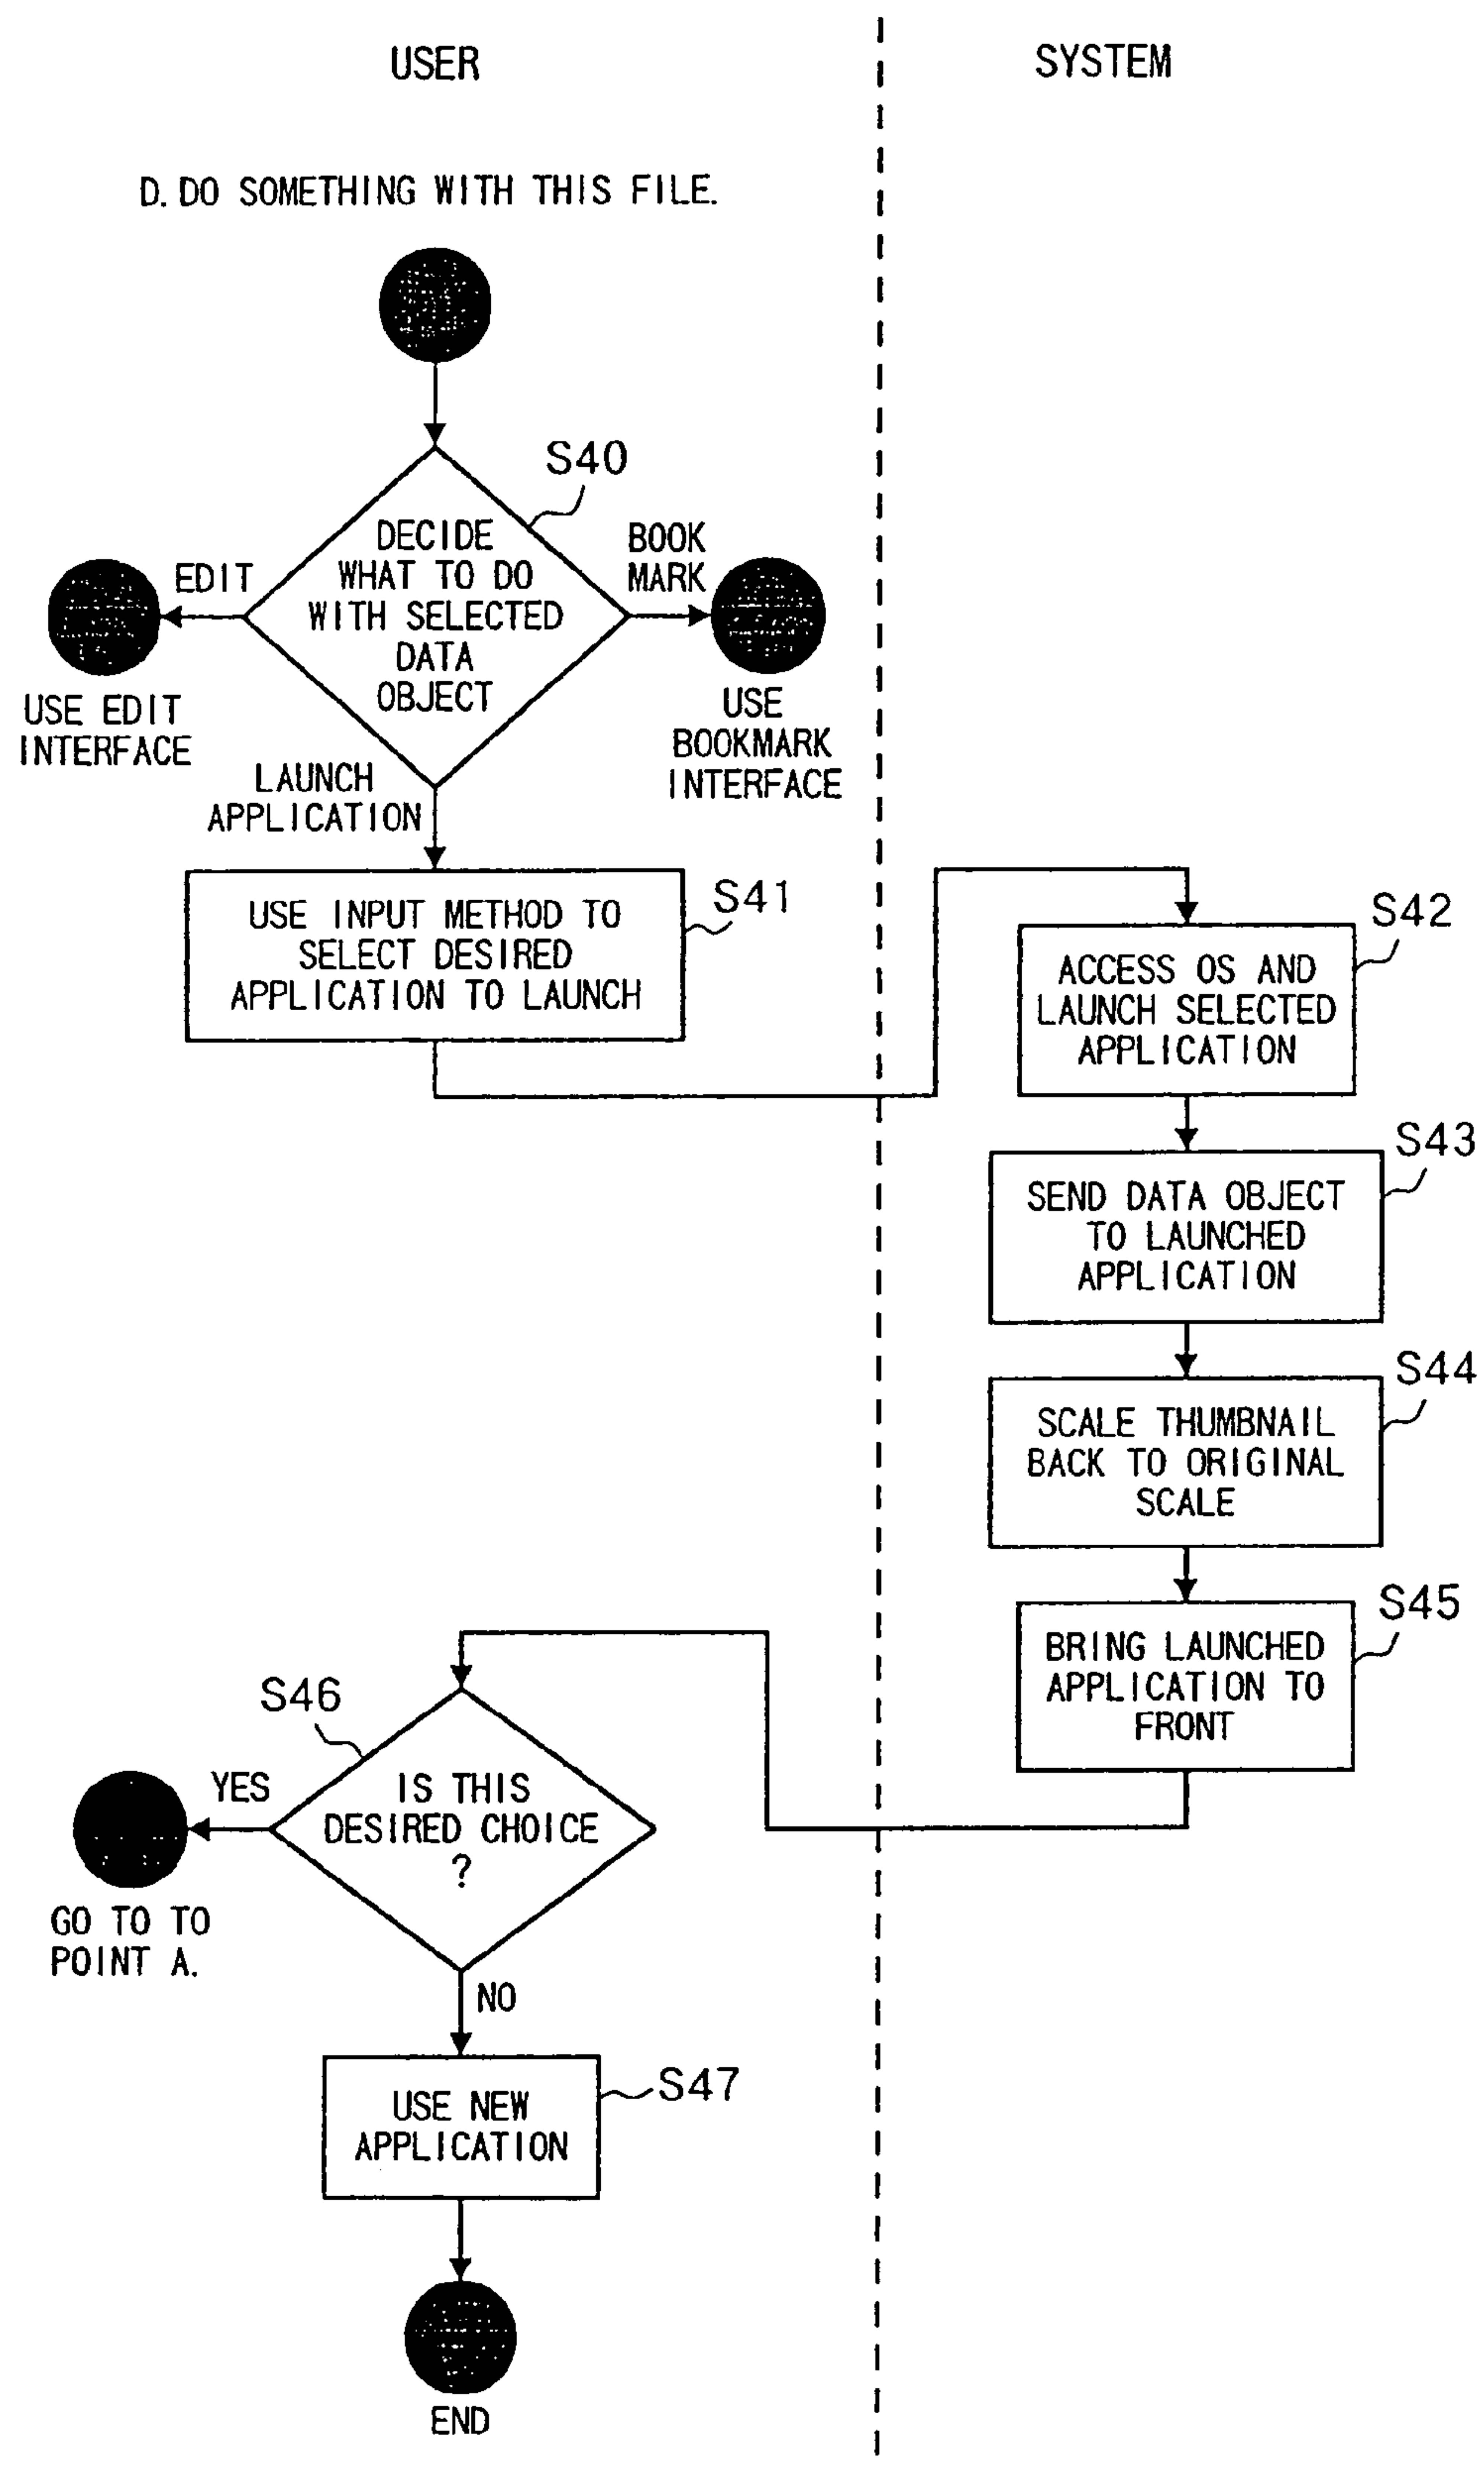 USER
SYSTEM
D. DO SOMETHING WITH THIS FILE.
S40
DECIDE
WHAT TO DO
WITH SELECTED
DATA
OBJECT
EDIT
USE EDIT
INTERFACE
BOOK
MARK
USE
BOOKMARK
INTERFACE
LAUNCH
APPLICATION
S41
USE INPUT METHOD TO
SELECT DESIRED
APPLICATION TO LAUNCH
S42
ACCESS OS AND
LAUNCH SELECTED
APPLICATION
S43
SEND DATA OBJECT
TO LAUNCHED
APPLICATION
S44
SCALE THUMBNAIL
BACK TO ORIGINAL
SCALE
S45
BRING LAUNCHED
APPLICATION TO
FRONT
S46
IS THIS
DESIRED CHOICE
?
YES
GO TO TO
POINT A.
NO
S47
USE NEW
APPLICATION
END